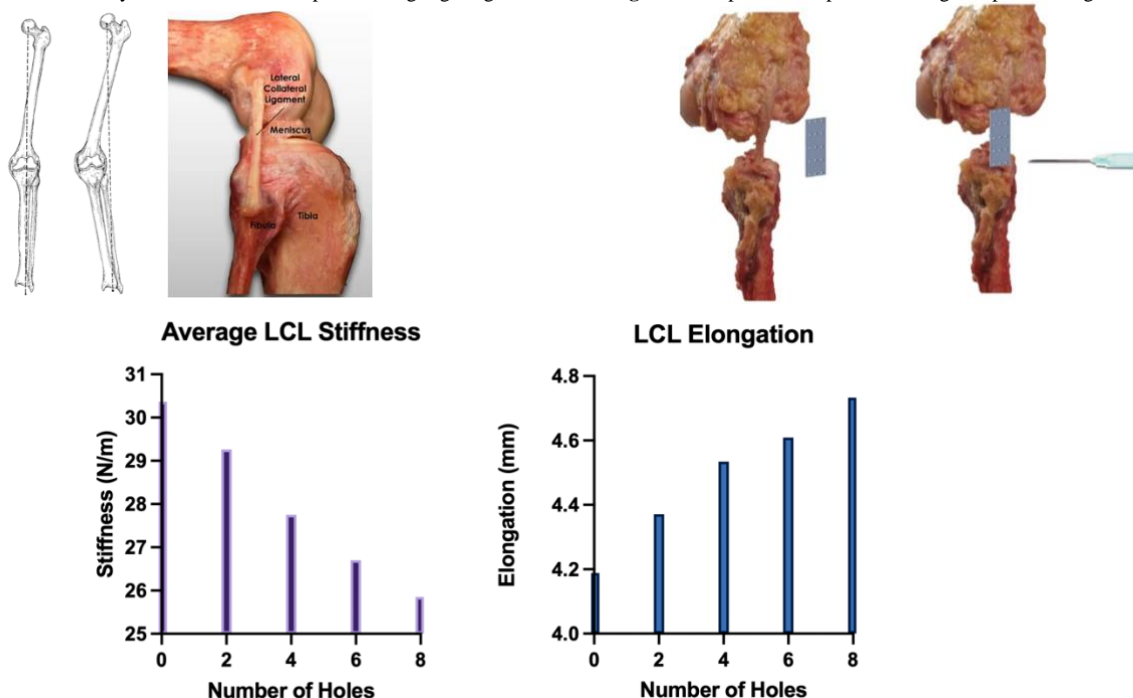 Lateral
Collateral
Ligament
Meniscus
Tibia
Fibula
Average LCL Stiffness
Stiffness (N/m)
31
30
29
28
27
26
25
0 2 4 6 8
Number of Holes
LCL Elongation
Elongation (mm)
4.8
4.6
4.4
4.2
4.0
0 2 4 6 8
Number of Holes